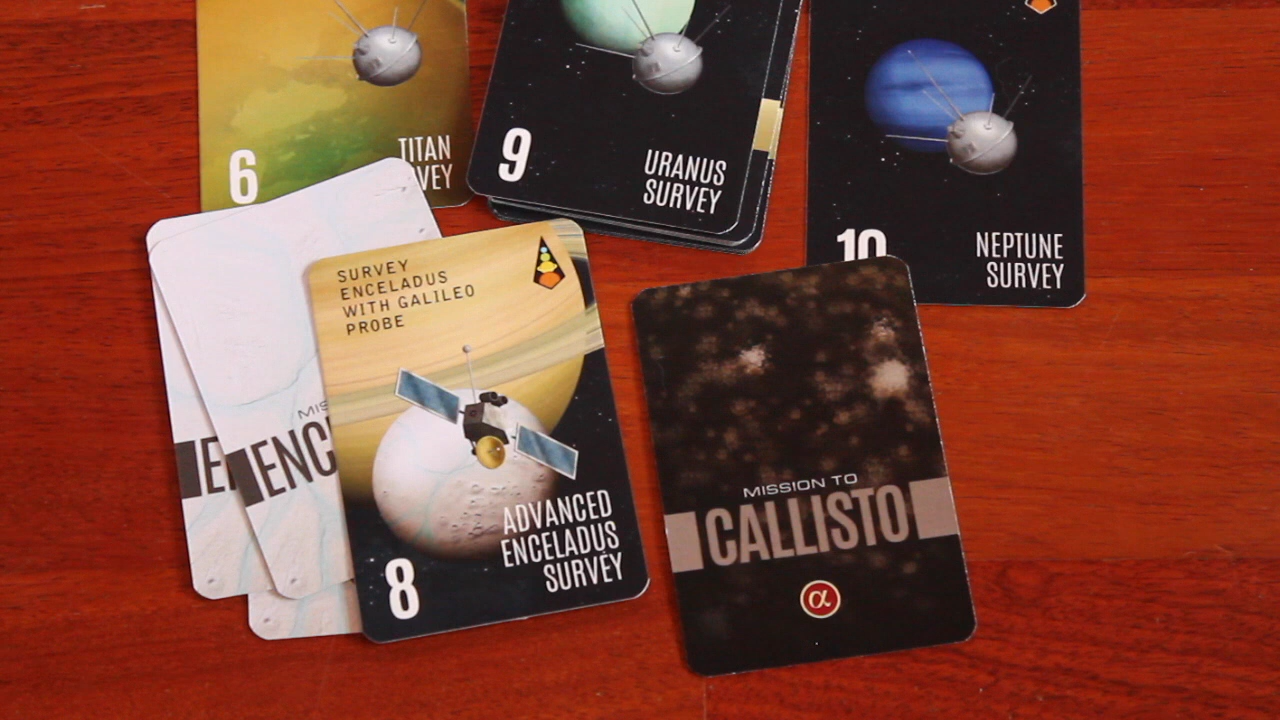 6
TITAN
VEY
9
URANUS
SURVEY
10
NEPTUNE
SURVEY
SURVEY
ENCELADUS
WITH GALILEO
PROBE
MIS
E
ENC
ADVANCED
ENCELADUS
SURVEY
8
MISSION TO
CALLISTO
α